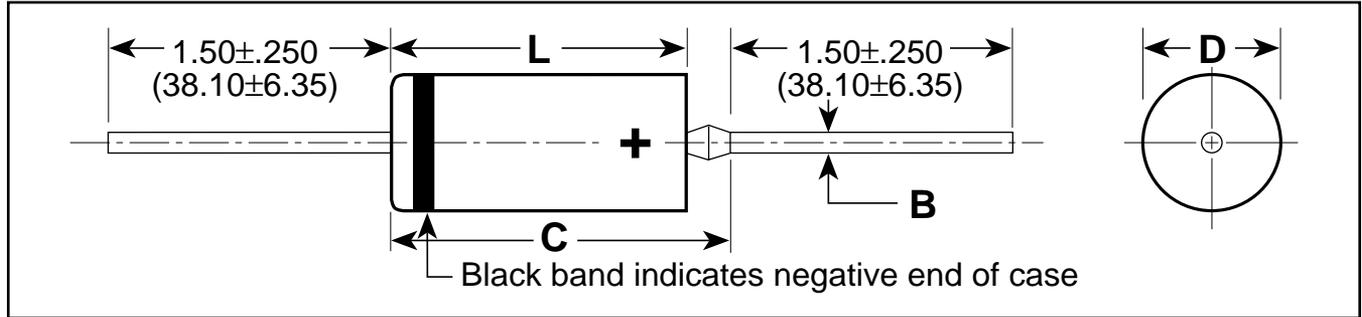 1.50±.250
(38.10±6.35)
L
1.50±.250
(38.10±6.35)
D
+
B
C
Black band indicates negative end of case